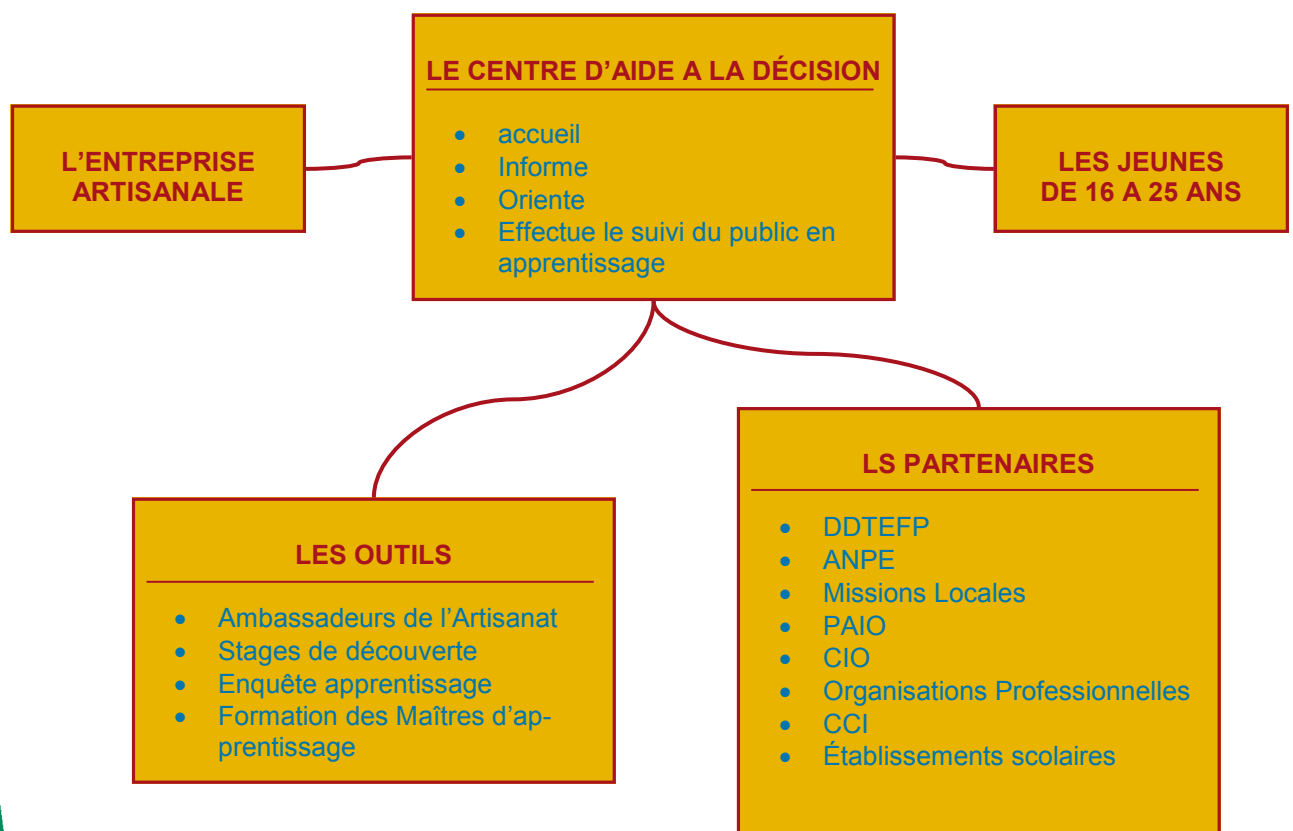 LE CENTRE D’AIDE A LA DÉCISION
• accueil
• Informe
• Oriente
• Effectue le suivi du public en
apprentissage
L’ENTREPRISE
ARTISANALE
LES JEUNES
DE 16 A 25 ANS
LES OUTILS
• Ambassadeurs de l’Artisanat
• Stages de découverte
• Enquête apprentissage
• Formation des Maîtres d’ap-
prentissage
LS PARTENAIRES
• DDTEFP
• ANPE
• Missions Locales
• PAIO
• CIO
• Organisations Professionnelles
• CCI
• Établissements scolaires